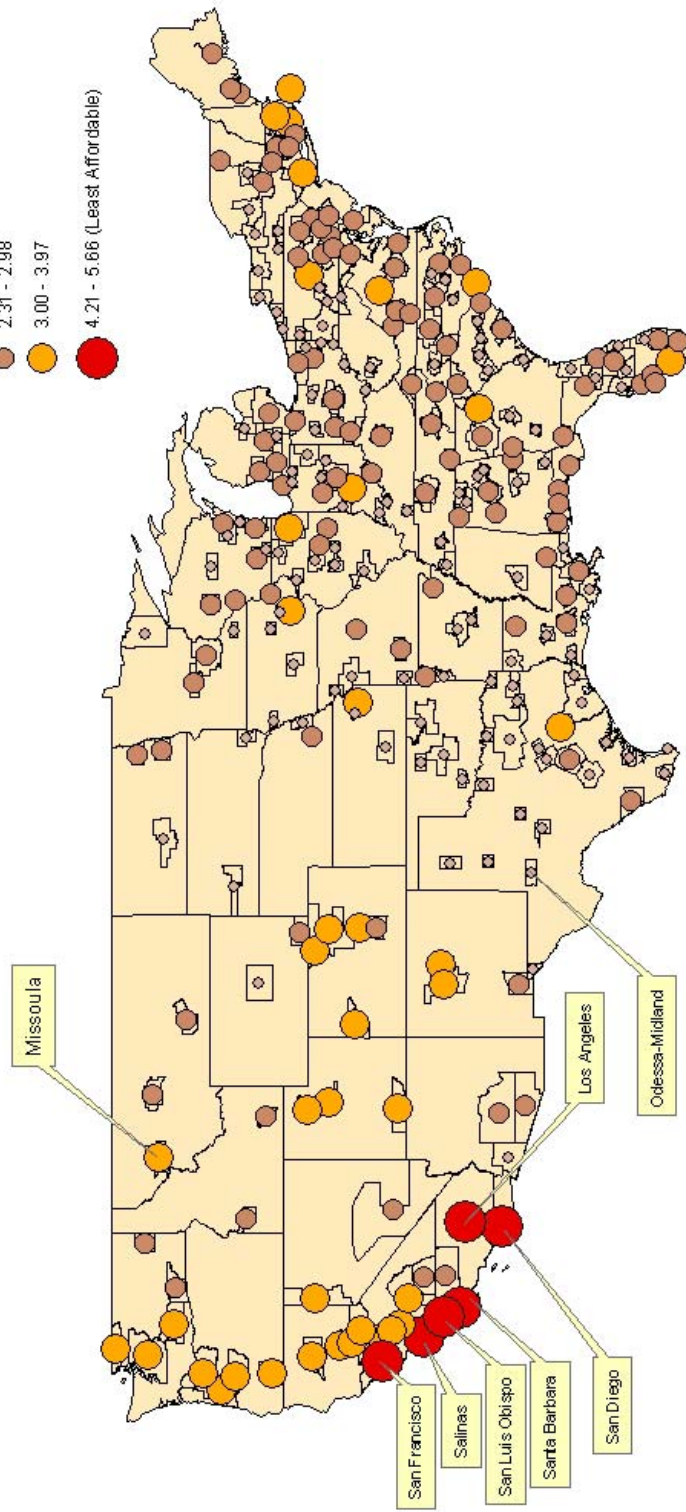 2.31 - 2.98
3.00 - 3.97
4.21 - 5.66 (Least Affordable)
Missoula
San Francisco
Salinas
San Luis Obispo
Santa Barbara
San Diego
Los Angeles
Odessa-Midland